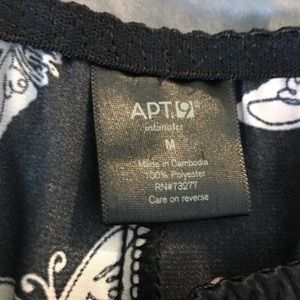 APT.9®
intimates
M
Made in Cambodia
100% Polyester
RN#73277
Care on reverse